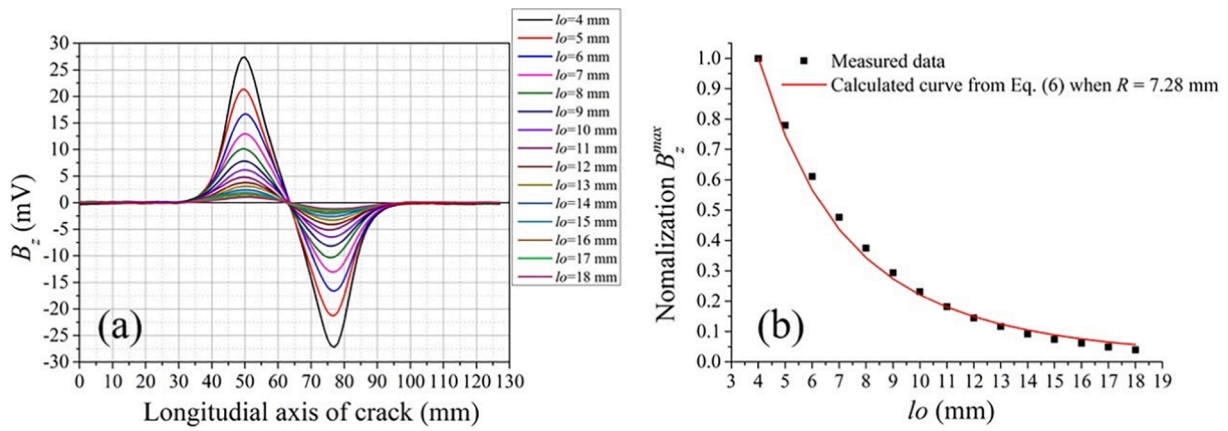 lo=4 mm
lo=5 mm
lo=6 mm
lo=7 mm
lo=8 mm
lo=9 mm
lo=10 mm
lo=11 mm
lo=12 mm
lo=13 mm
lo=14 mm
lo=15 mm
lo=16 mm
lo=17 mm
lo=18 mm
30
25
20
15
10
5
0
-5
-10
-15
-20
-25
-30
B_z (mV)
(a)
0 10 20 30 40 50 60 70 80 90 100 110 120 130
Longitudial axis of crack (mm)
Measured data
Calculated curve from Eq. (6) when R = 7.28 mm
1.0
0.9
0.8
0.7
0.6
0.5
0.4
0.3
0.2
0.1
0.0
Nomalization B_z^max
(b)
3 4 5 6 7 8 9 10 11 12 13 14 15 16 17 18 19
lo (mm)